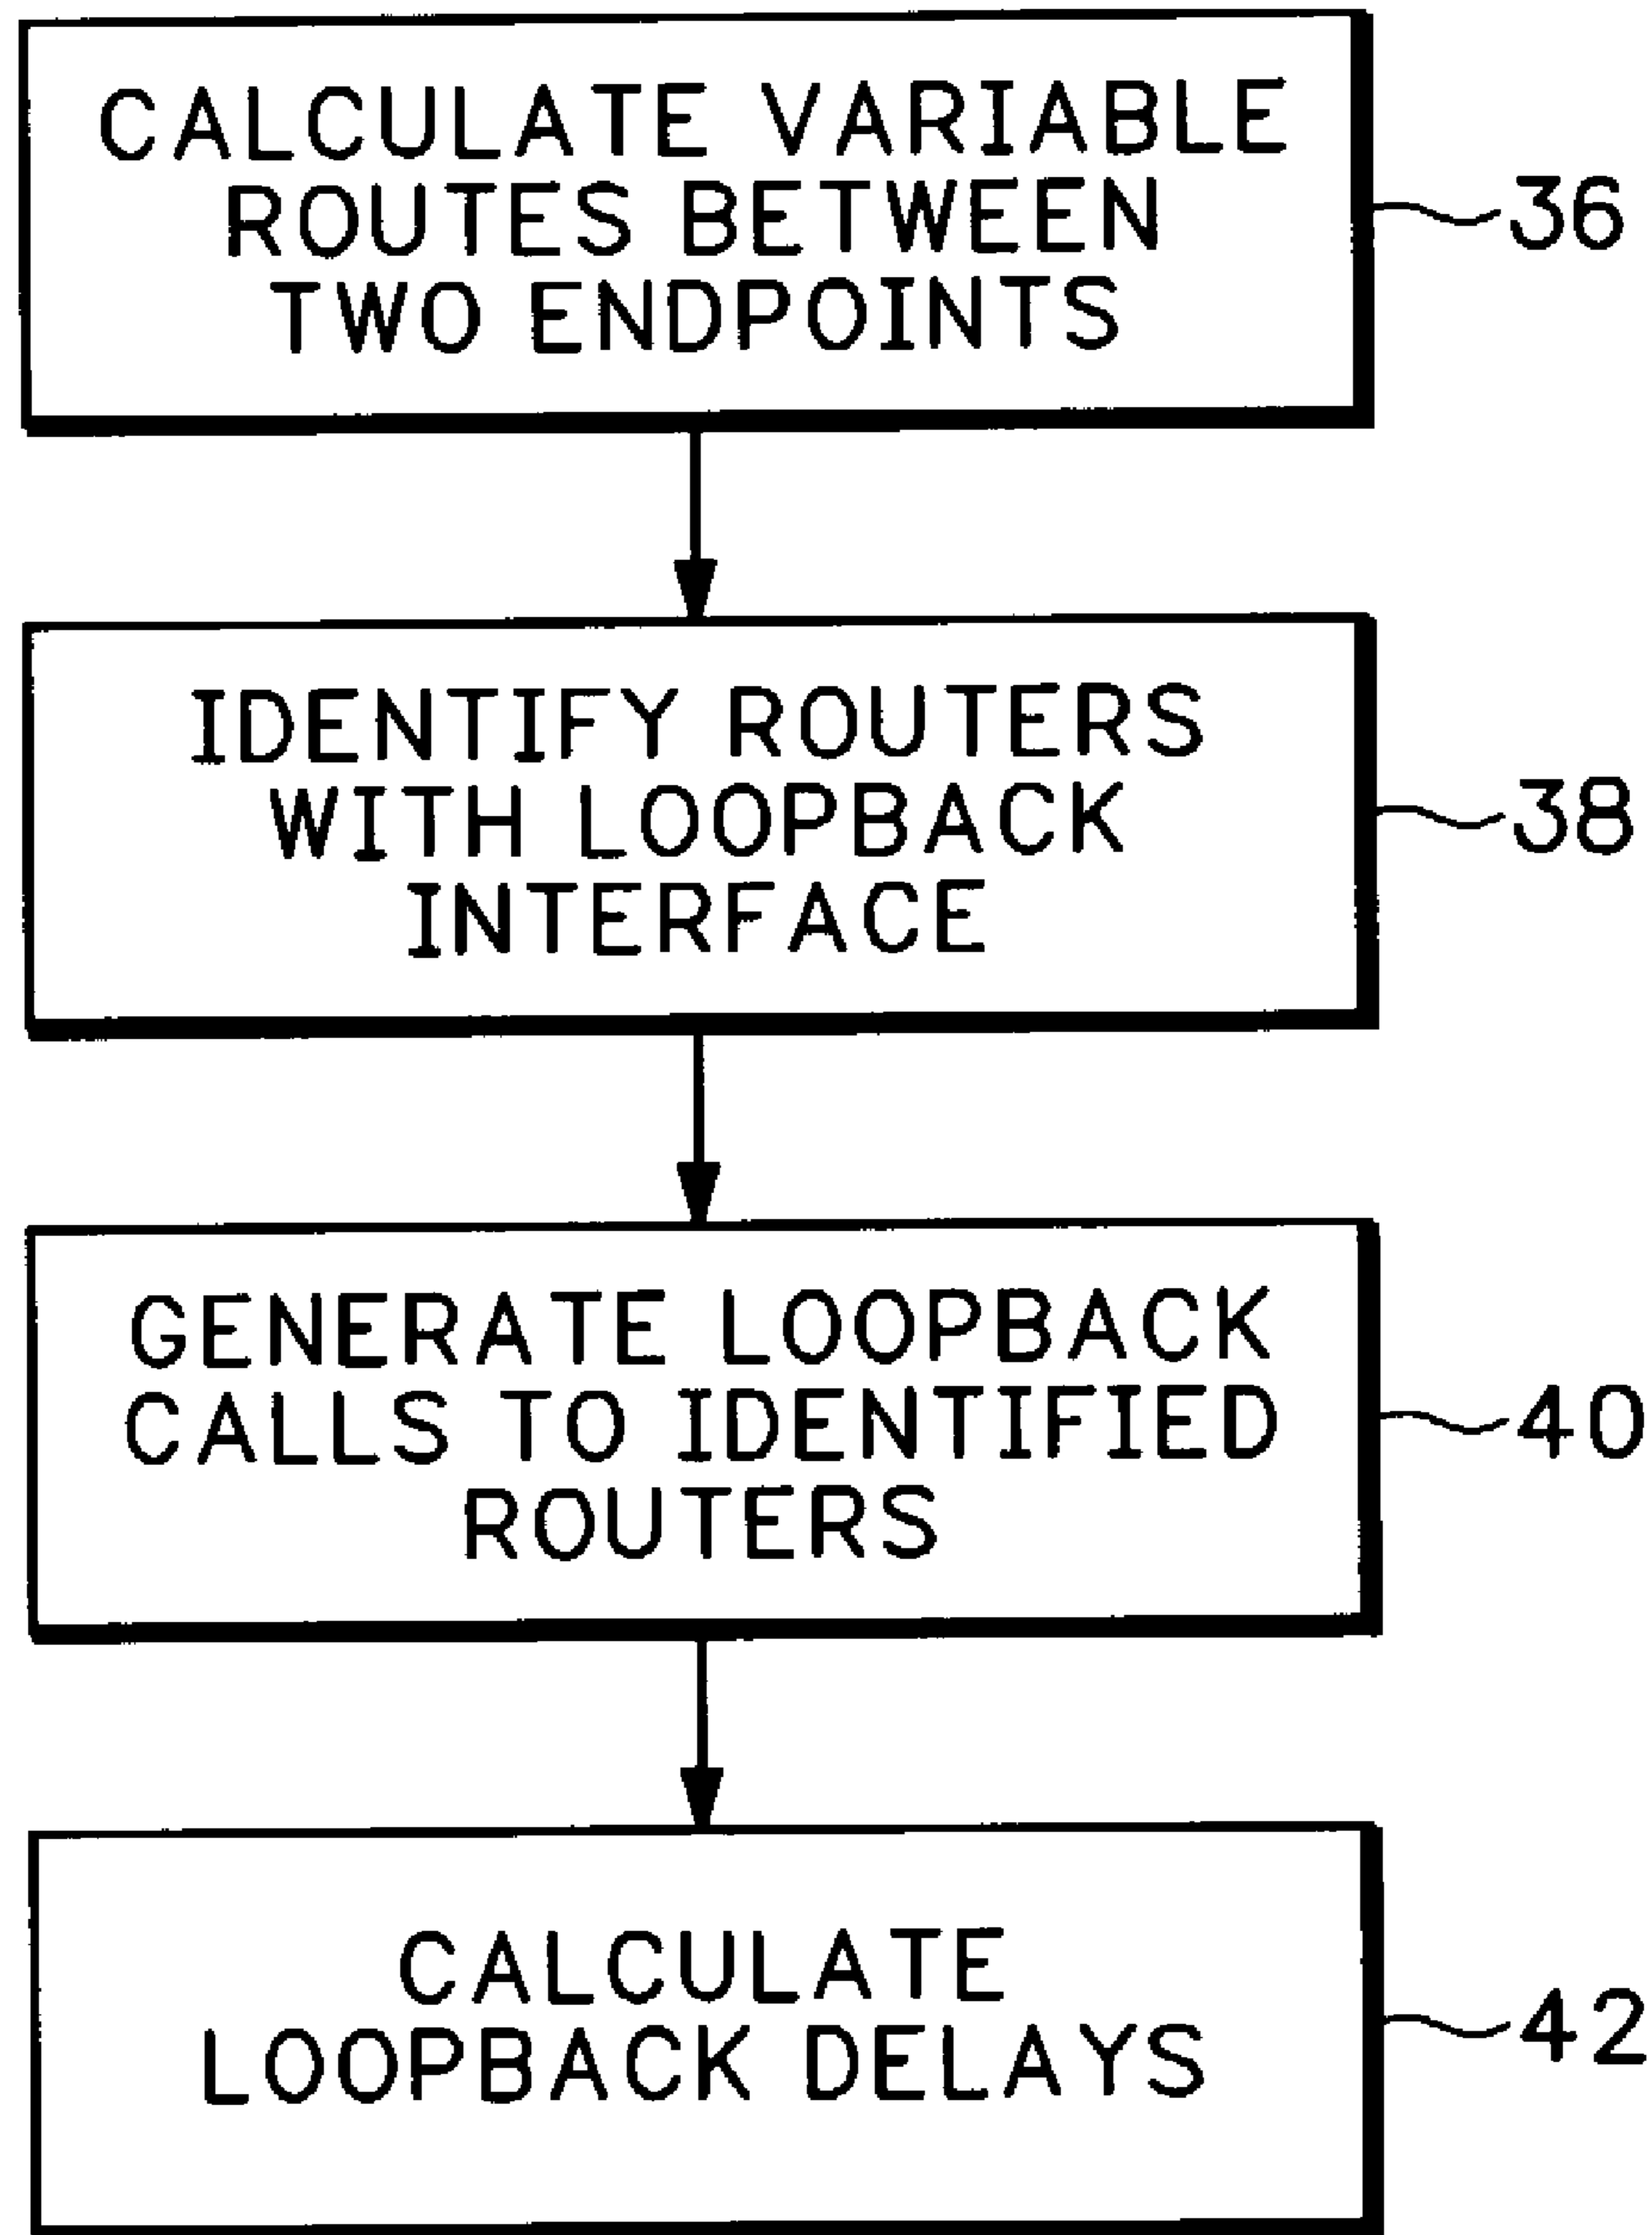 CALCULATE VARIABLE
ROUTES BETWEEN
TWO ENDPOINTS
36
IDENTIFY ROUTERS
WITH LOOPBACK
INTERFACE
38
GENERATE LOOPBACK
CALLS TO IDENTIFIED
ROUTERS
40
CALCULATE
LOOPBACK DELAYS
42